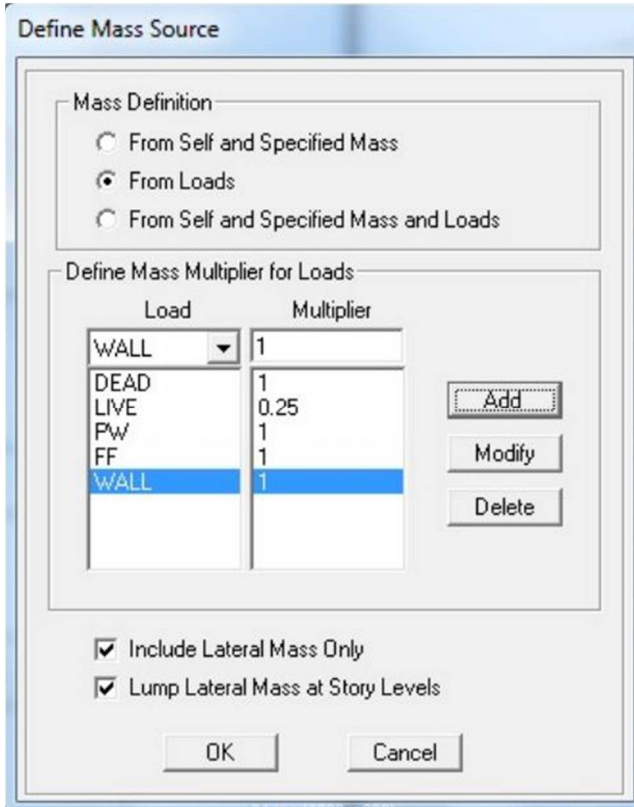 Define Mass Source
Mass Definition
From Self and Specified Mass
From Loads
From Self and Specified Mass and Loads
Define Mass Multiplier for Loads
Load Multiplier
WALL 1
DEAD 1
LIVE 0.25
PW 1
FF 1
WALL 1
Add
Modify
Delete
Include Lateral Mass Only
Lump Lateral Mass at Story Levels
OK Cancel